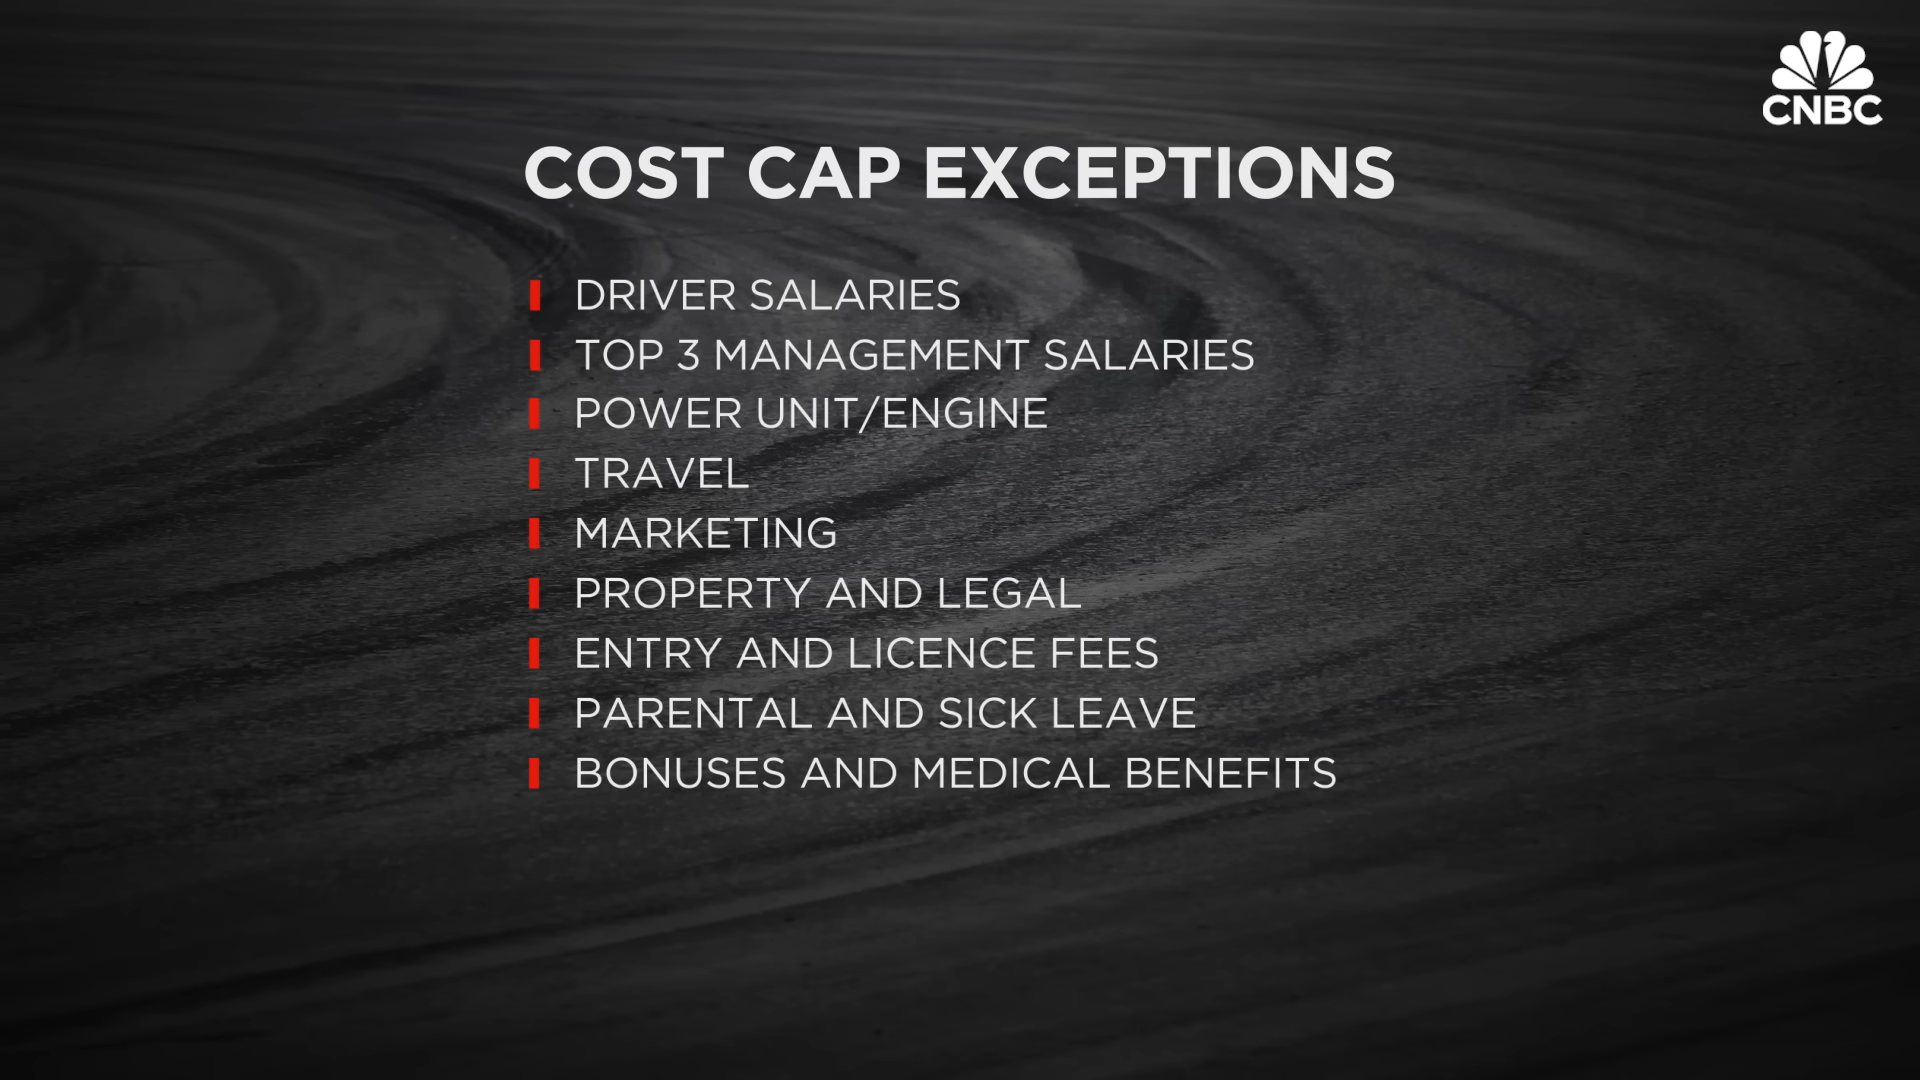 CNBC
COST CAP EXCEPTIONS
DRIVER SALARIES
TOP 3 MANAGEMENT SALARIES
POWER UNIT/ENGINE
TRAVEL
MARKETING
PROPERTY AND LEGAL
ENTRY AND LICENCE FEES
PARENTAL AND SICK LEAVE
BONUSES AND MEDICAL BENEFITS